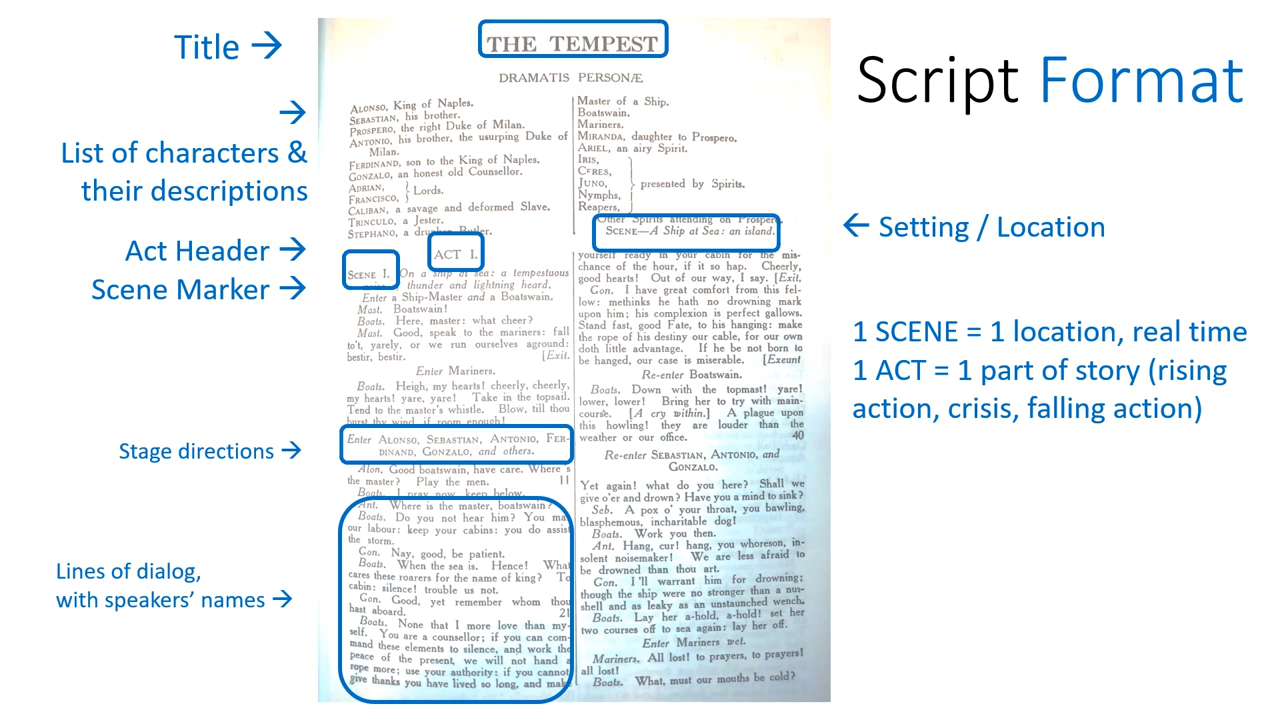 Title →
THE TEMPEST
Script Format
DRAMATIS PERSONÆ
→
List of characters &
their descriptions
ALONSO, King of Naples.
SEBASTIAN, his brother.
PROSPERO, the right Duke of Milan.
ANTONIO, his brother, the usurping Duke of
Milan.
FERDINAND, son to the King of Naples.
GONZALO, an honest old Counsellor.
ADRIAN,
FRANCISCO, } Lords.
CALIBAN, a savage and deformed Slave.
TRINCULO, a Jester.
STEPHANO, a drunken Butler.
Master of a Ship.
Boatswain.
Mariners.
MIRANDA, daughter to Prospero.
ARIEL, an airy Spirit.
IRIS,
CERES,
JUNO, } presented by Spirits.
Nymphs,
Reapers,
Other Spirits attending on Prospero.
SCENE—A Ship at Sea: an island.
← Setting / Location
Act Header →
Scene Marker →
ACT I.
SCENE I. On a ship at sea: a tempestuous
thunder and lightning heard.
Enter a Ship-Master and a Boatswain.
Mast. Boatswain!
Boats. Here, master: what cheer?
Mast. Good, speak to the mariners: fall
to't, yarely, or we run ourselves aground:
bestir, bestir. [Exit.
Enter Mariners.
Boats. Heigh, my hearts! cheerly, cheerly,
my hearts! yare, yare! Take in the topsail.
Tend to the master's whistle. Blow, till thou
burst thy wind, if room enough!
Stage directions →
Enter ALONSO, SEBASTIAN, ANTONIO, FER-
DINAND, GONZALO, and others.
Alon. Good boatswain, have care. Where's
the master? Play the men. 11
Boats. I pray now, keep below.
Lines of dialog,
with speakers' names →
Ant. Where is the master, boatswain?
Boats. Do you not hear him? You mar
our labour: keep your cabins: you do assist
the storm.
Gon. Nay, good, be patient.
Boats. When the sea is. Hence! What
cares these roarers for the name of king? To
cabin: silence! trouble us not.
Gon. Good, yet remember whom thou
hast aboard. 21
Boats. None that I more love than my-
self. You are a counsellor; if you can com-
mand these elements to silence, and work the
peace of the present, we will not hand a
rope more; use your authority: if you cannot,
give thanks you have lived so long, and make
yourself ready in your cabin for the mis-
chance of the hour, if it so hap. Cheerly,
good hearts! Out of our way, I say. [Exit.
Gon. I have great comfort from this fel-
low: methinks he hath no drowning mark
upon him; his complexion is perfect gallows.
Stand fast, good Fate, to his hanging: make
the rope of his destiny our cable, for our own
doth little advantage. If he be not born to
be hanged, our case is miserable. [Exeunt
Re-enter Boatswain.
Boats. Down with the topmast! yare!
lower, lower! Bring her to try with main-
course. [A cry within.] A plague upon
this howling! they are louder than the
weather or our office. 40
Re-enter SEBASTIAN, ANTONIO, and
GONZALO.
Yet again! what do you here? Shall we
give o'er and drown? Have you a mind to sink?
Seb. A pox o' your throat, you bawling,
blasphemous, incharitable dog!
Boats. Work you then.
Ant. Hang, cur! hang, you whoreson, in-
solent noisemaker! We are less afraid to
be drowned than thou art.
Gon. I'll warrant him for drowning;
though the ship were no stronger than a nut-
shell and as leaky as an unstaunched wench.
Boats. Lay her a-hold, a-hold! set her
two courses off to sea again: lay her off.
Enter Mariners wet.
Mariners. All lost! to prayers, to prayers!
all lost!
Boats. What, must our mouths be cold?
1 SCENE = 1 location, real time
1 ACT = 1 part of story (rising
action, crisis, falling action)